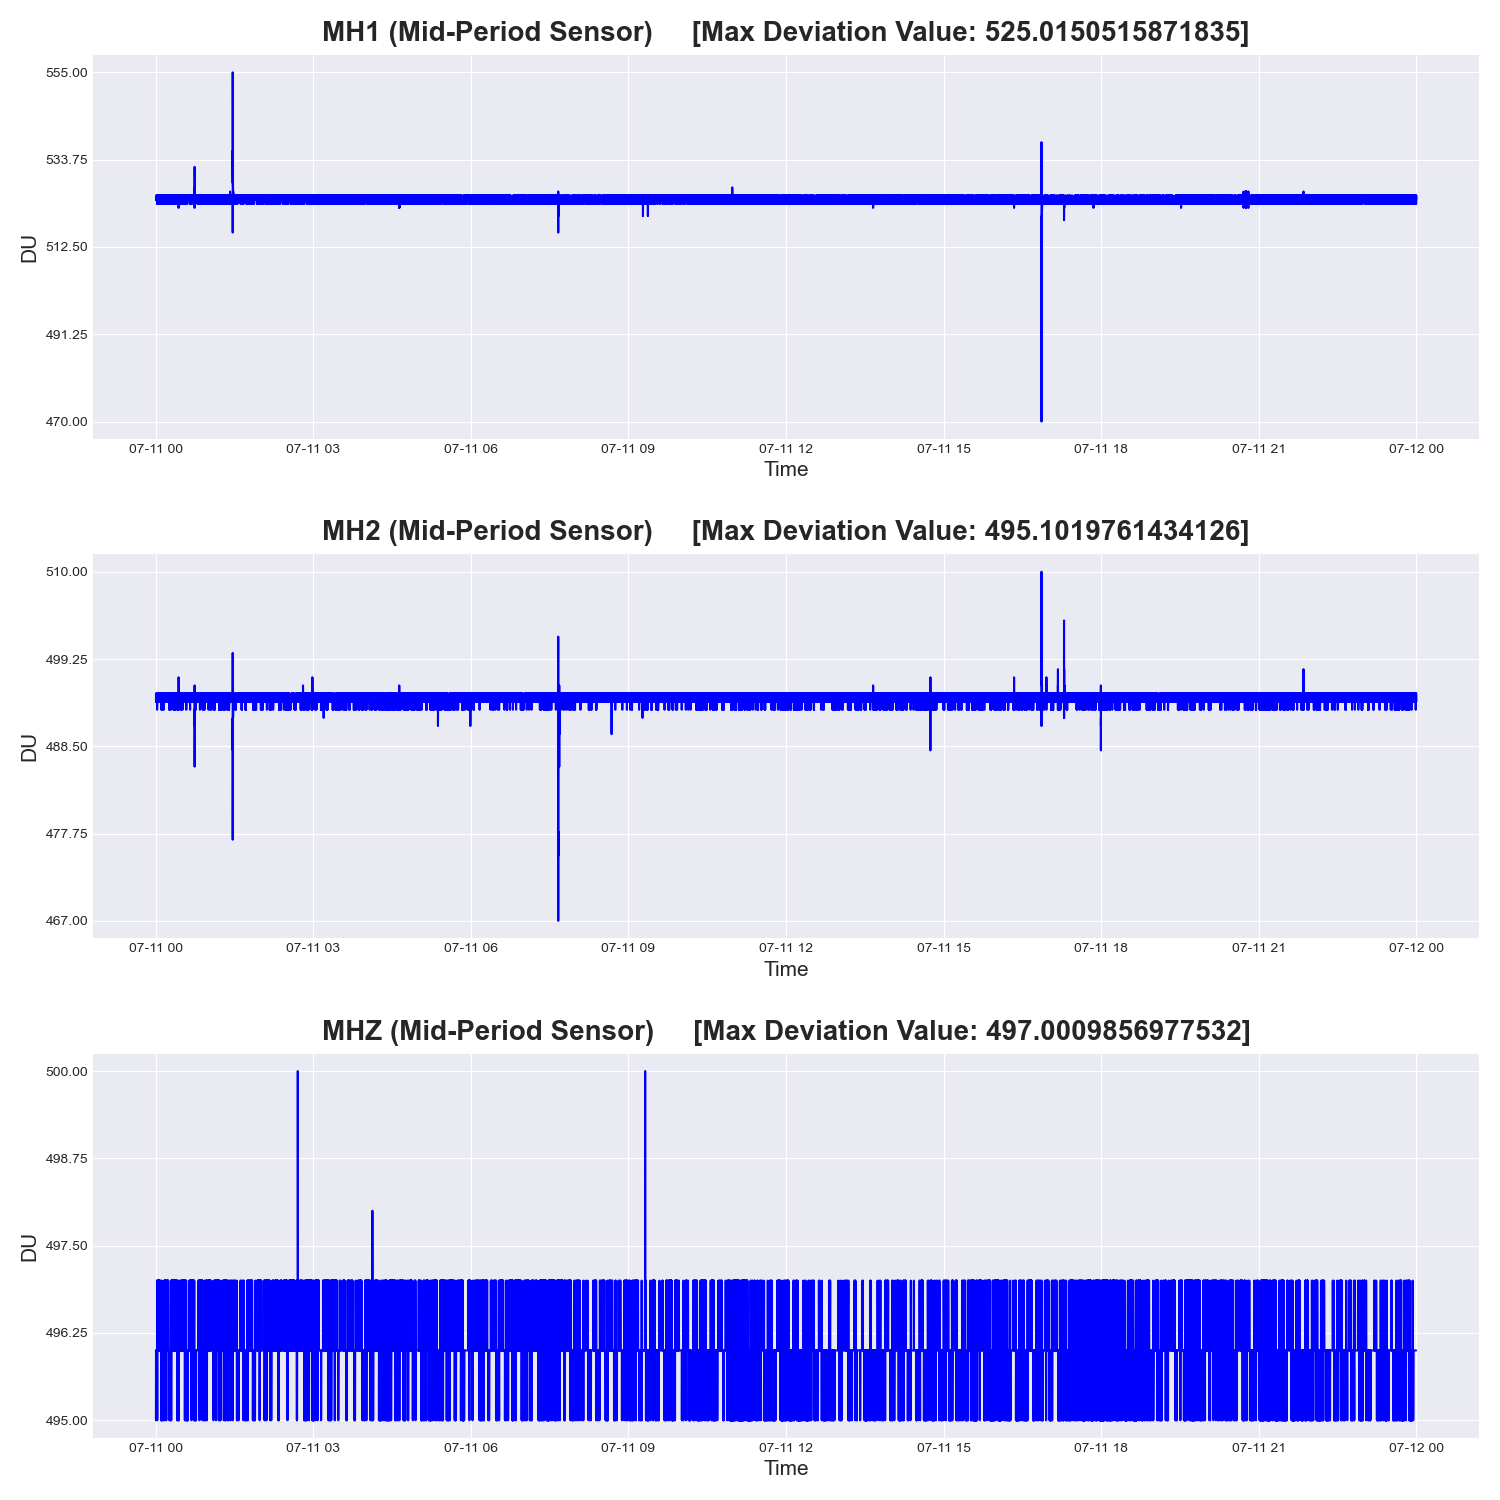 MH1 (Mid-Period Sensor) [Max Deviation Value: 525.0150515871835]
555.00
533.75
512.50
491.25
470.00
DU
07-11 00 07-11 03 07-11 06 07-11 09 07-11 12 07-11 15 07-11 18 07-11 21 07-12 00
Time
MH2 (Mid-Period Sensor) [Max Deviation Value: 495.1019761434126]
510.00
499.25
488.50
477.75
467.00
DU
07-11 00 07-11 03 07-11 06 07-11 09 07-11 12 07-11 15 07-11 18 07-11 21 07-12 00
Time
MHZ (Mid-Period Sensor) [Max Deviation Value: 497.0009856977532]
500.00
498.75
497.50
496.25
495.00
DU
07-11 00 07-11 03 07-11 06 07-11 09 07-11 12 07-11 15 07-11 18 07-11 21 07-12 00
Time